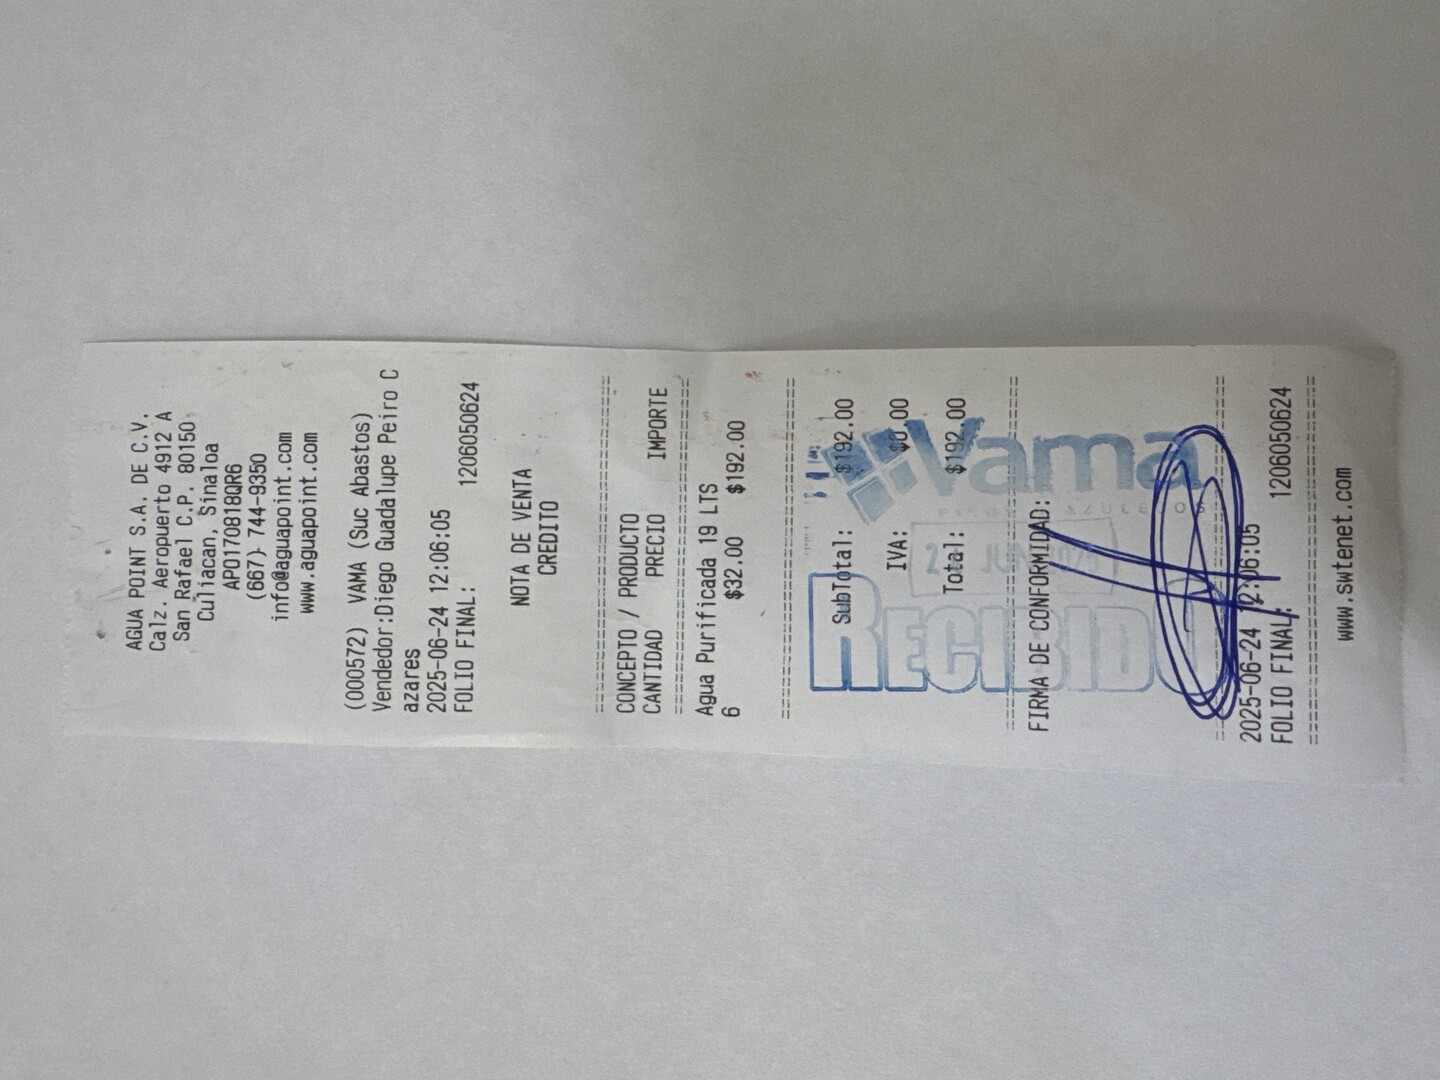 AGUA POINT S.A. DE C.V.
Calz. Aeropuerto 4912 A
San Rafael C.P. 80150
Culiacan, Sinaloa
APO170818QR6
(667) 744-9350
info@aguapoint.com
www.aguapoint.com
(000572) VAMA (Suc Abastos)
Vendedor:Diego Guadalupe Peiro C
azares
2025-06-24 12:06:05
FOLIO FINAL: 1206050624
NOTA DE VENTA
CREDITO
CONCEPTO / PRODUCTO
CANTIDAD PRECIO IMPORTE
Agua Purificada 19 LTS
6 $32.00 $192.00
SubTotal: $192.00
IVA: $0.00
Total: $192.00
Vama
JUN 2025
RECIBIDO
FIRMA DE CONFORMIDAD:
2025-06-24 12:06:05
FOLIO FINAL: 1206050624
www.swtenet.com